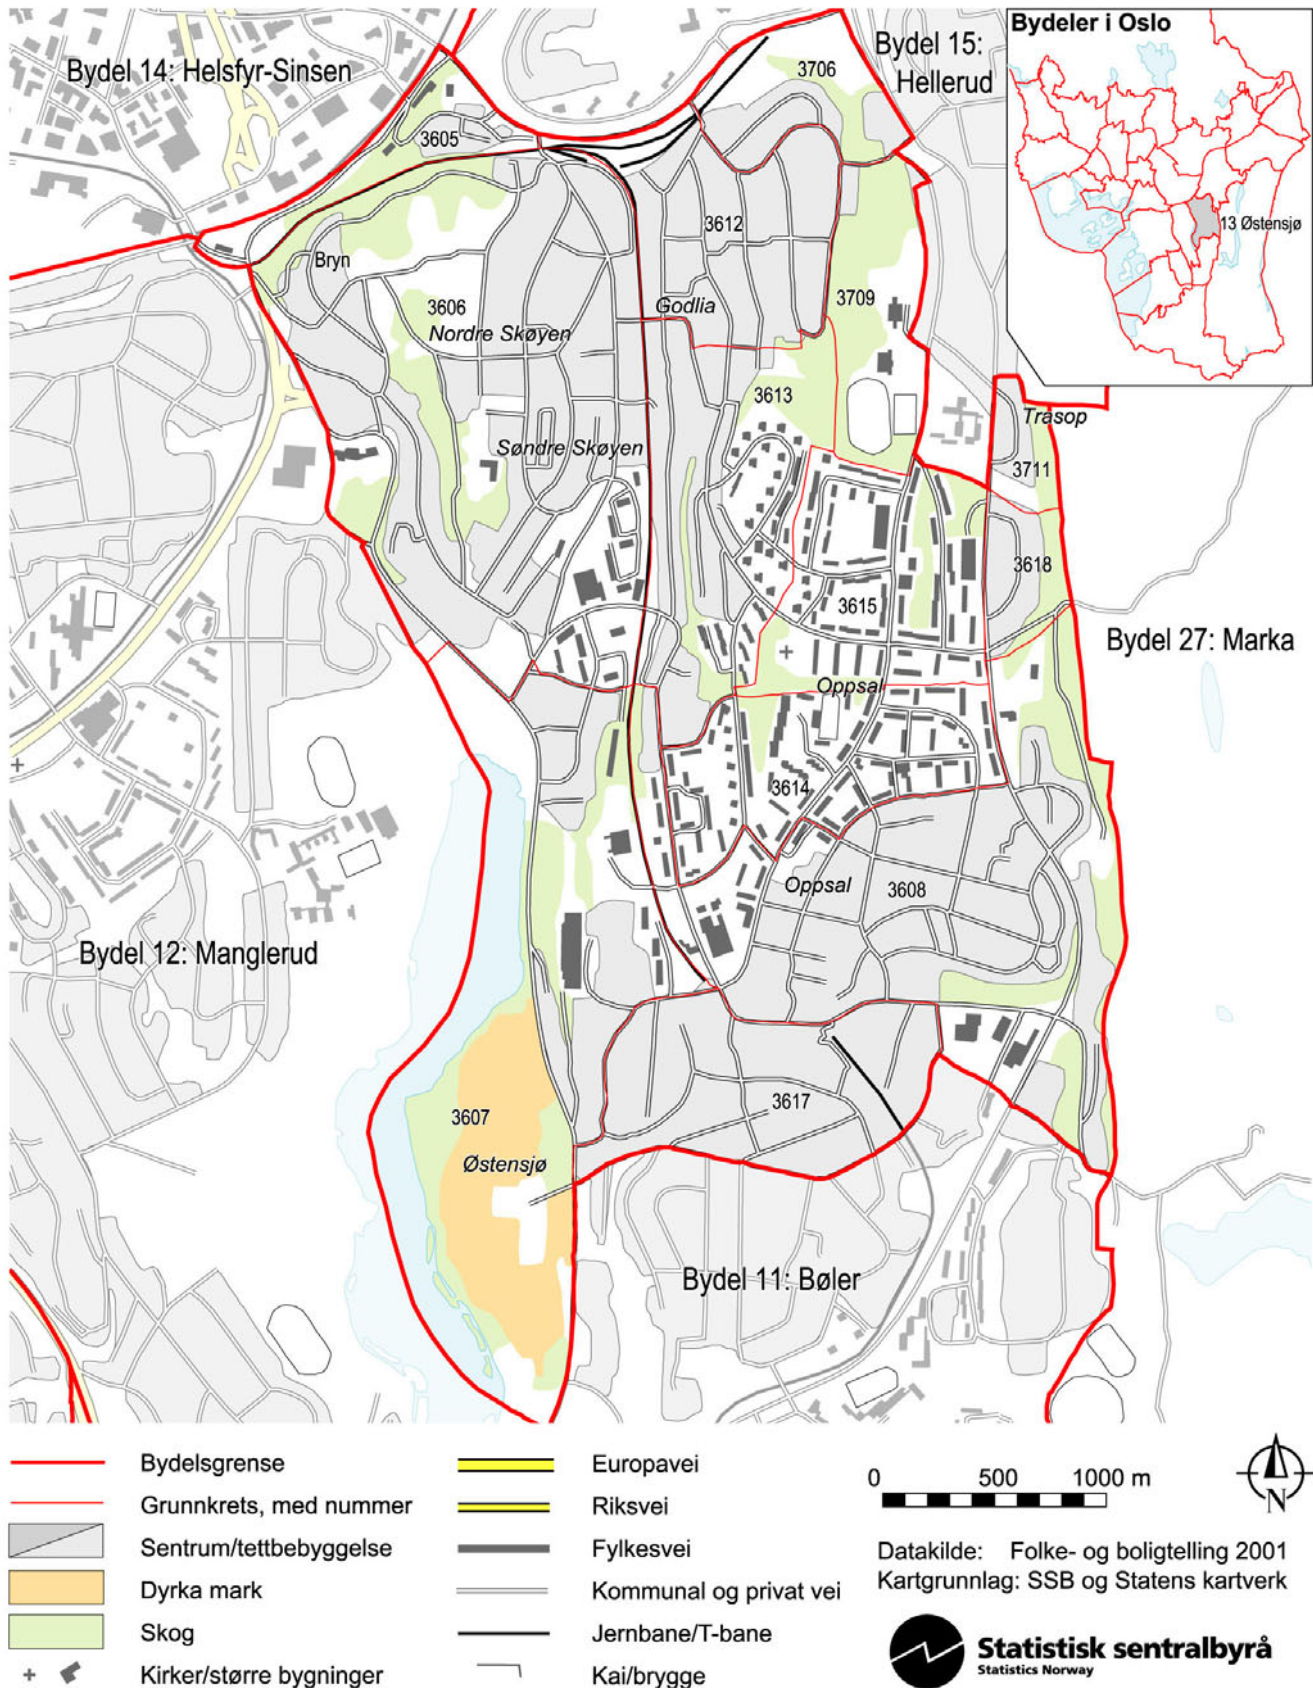 Bydeler i Oslo
13 Østensjø
Bydel 14: Helsfyr-Sinsen
Bydel 15:
Hellerud
3706
3605
3612
Bryn
3606
Nordre Skøyen
Godlia
3709
3613
Trasop
Søndre Skøyen
3711
3618
3615
Bydel 27: Marka
Oppsal
3614
Oppsal
3608
Bydel 12: Manglerud
3607
3617
Østensjø
Bydel 11: Bøler
Bydelsgrense
Grunnkrets, med nummer
Sentrum/tettbebyggelse
Dyrka mark
Skog
Kirker/større bygninger
Europavei
Riksvei
Fylkesvei
Kommunal og privat vei
Jernbane/T-bane
Kai/brygge
0 500 1000 m
N
Datakilde: Folke- og boligtelling 2001
Kartgrunnlag: SSB og Statens kartverk
Statistisk sentralbyrå
Statistics Norway